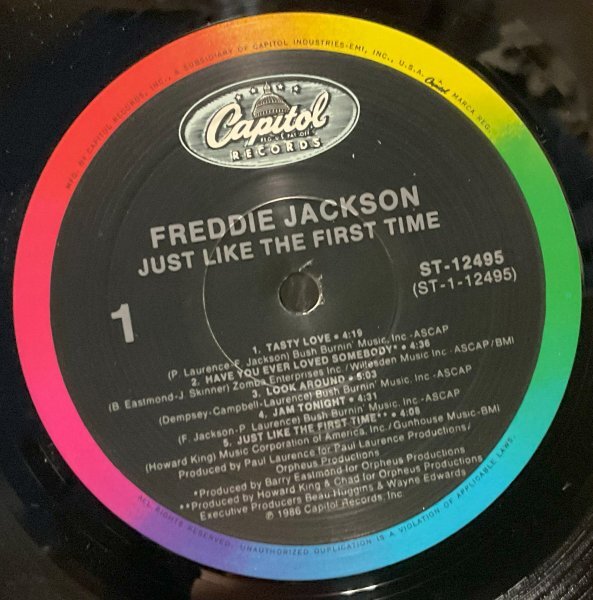 MFD. BY CAPITOL RECORDS, INC., A SUBSIDIARY OF CAPITOL INDUSTRIES-EMI, INC., U.S.A. Capitol MARCA REG.
Capitol
REG. U.S. PAT. OFF.
RECORDS
FREDDIE JACKSON
JUST LIKE THE FIRST TIME
1
ST-12495
(ST-1-12495)
1. TASTY LOVE • 4:19
(P. Laurence-F. Jackson) Bush Burnin' Music, Inc.-ASCAP
2. HAVE YOU EVER LOVED SOMEBODY* • 4:36
(B. Eastmond-J. Skinner) Zomba Enterprises Inc./Willesden Music Inc.-ASCAP/BMI
3. LOOK AROUND • 5:03
(Dempsey-Campbell-Laurence) Bush Burnin' Music, Inc.-ASCAP
4. JAM TONIGHT • 4:31
(F. Jackson-P. Laurence) Bush Burnin' Music, Inc.-ASCAP
5. JUST LIKE THE FIRST TIME** • 4:08
(Howard King) Music Corporation of America, Inc./Gunhouse Music-BMI
Produced by Paul Laurence for Paul Laurence Productions/
Orpheus Productions
*Produced by Barry Eastmond for Orpheus Productions
**Produced by Howard King & Chad for Orpheus Productions
Executive Producers Beau Huggins & Wayne Edwards
℗ 1986 Capitol Records, Inc.
ALL RIGHTS RESERVED. UNAUTHORIZED DUPLICATION IS A VIOLATION OF APPLICABLE LAWS.